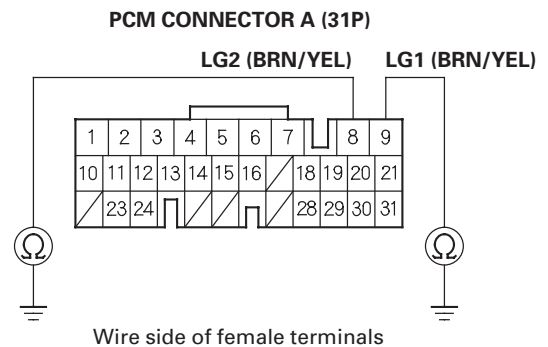 PCM CONNECTOR A (31P)
LG2 (BRN/YEL) LG1 (BRN/YEL)
1 2 3 4 5 6 7 8 9
10 11 12 13 14 15 16 18 19 20 21
23 24 28 29 30 31
Ω Ω
Wire side of female terminals